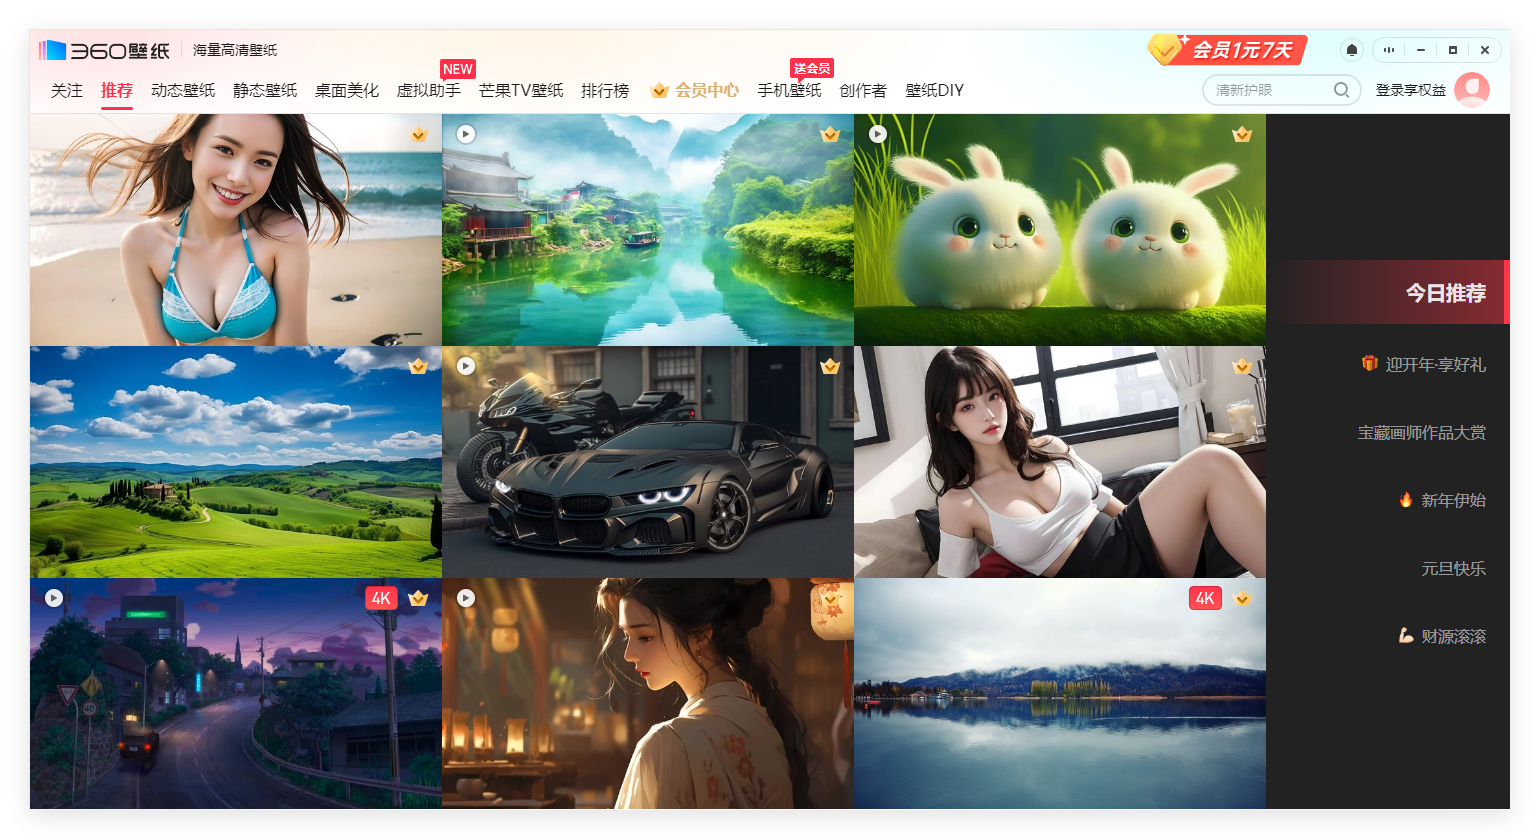 360壁纸 海量高清壁纸
会员1元7天
NEW
送会员
关注 推荐 动态壁纸 静态壁纸 桌面美化 虚拟助手 芒果TV壁纸 排行榜 会员中心 手机壁纸 创作者 壁纸DIY
清新护眼
登录享权益
今日推荐
迎开年·享好礼
宝藏画师作品大赏
新年伊始
元旦快乐
财源滚滚
4K
4K
40